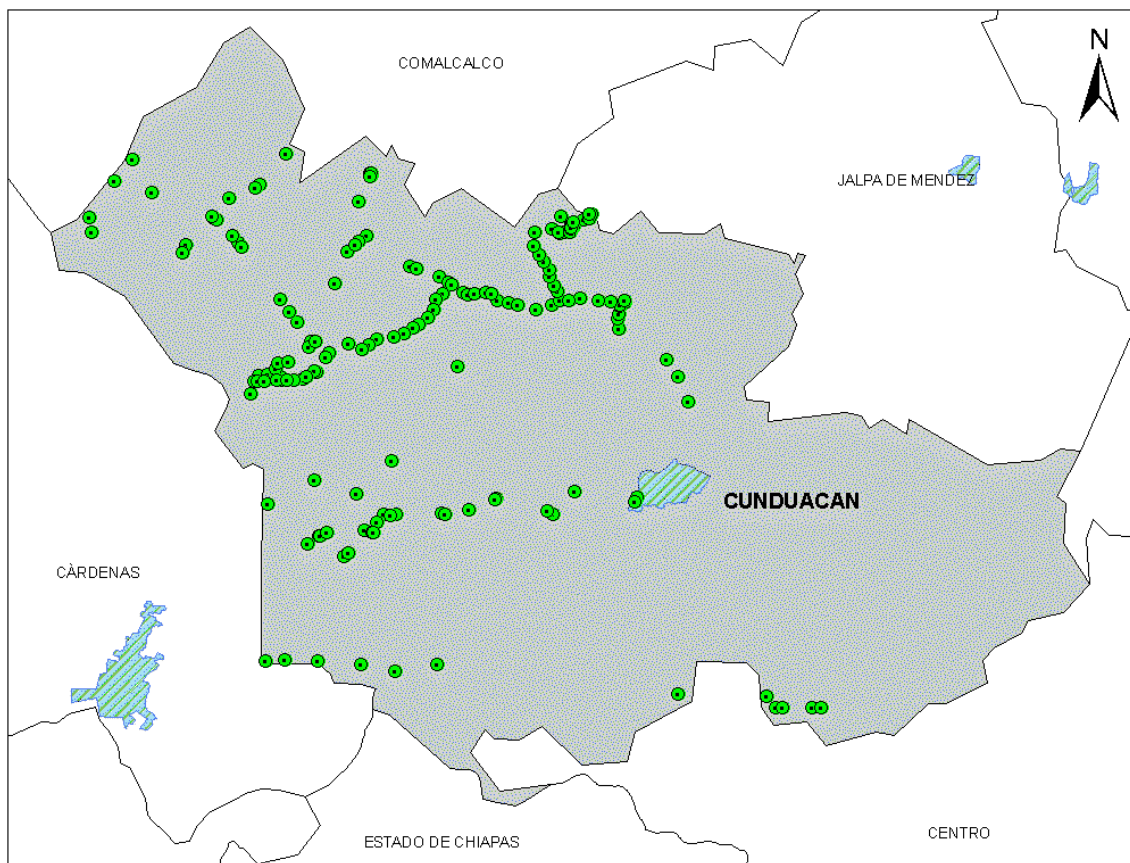 N
COMALCALCO
JALPA DE MENDEZ
CUNDUACAN
CÀRDENAS
CENTRO
ESTADO DE CHIAPAS